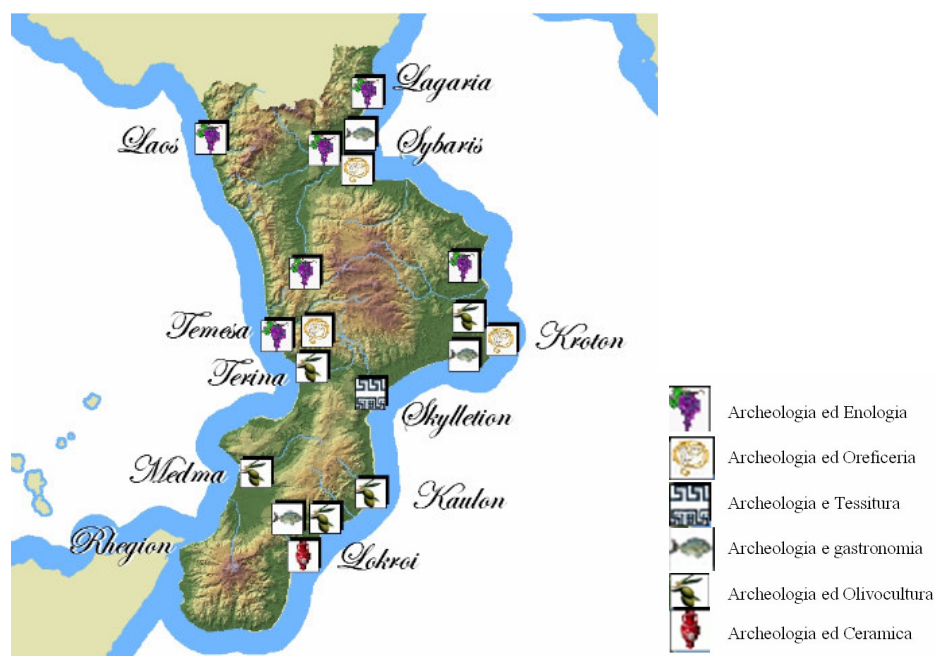 Lagaria
Laos
Sybaris
Temesa
Kroton
Terina
Skylletion
Medma
Kaulon
Rhegion
Lokroi
Archeologia ed Enologia
Archeologia ed Oreficeria
Archeologia e Tessitura
Archeologia e gastronomia
Archeologia ed Olivocultura
Archeologia ed Ceramica